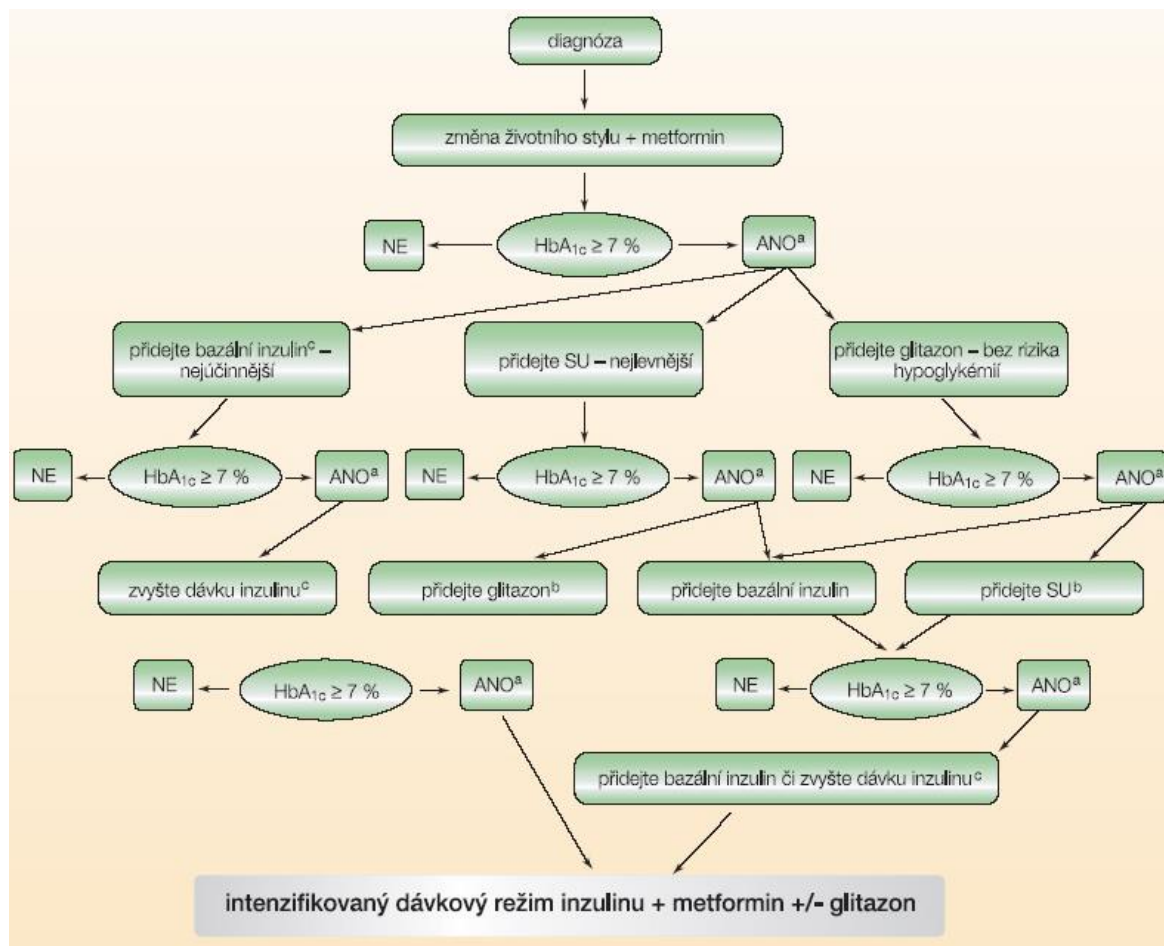 diagnóza
změna životního stylu + metformin
NE
HbA1c ≥ 7 %
ANOa
přidejte bazální inzulinc –
nejúčinnější
přidejte SU – nejlevnější
přidejte glitazon – bez rizika
hypoglykémií
NE
HbA1c ≥ 7 %
ANOa
NE
HbA1c ≥ 7 %
ANOa
NE
HbA1c ≥ 7 %
ANOa
zvyšte dávku inzulinuc
přidejte glitazonb
přidejte bazální inzulin
přidejte SUb
NE
HbA1c ≥ 7 %
ANOa
NE
HbA1c ≥ 7 %
ANOa
přidejte bazální inzulin či zvyšte dávku inzulinuc
intenzifikovaný dávkový režim inzulinu + metformin +/- glitazon